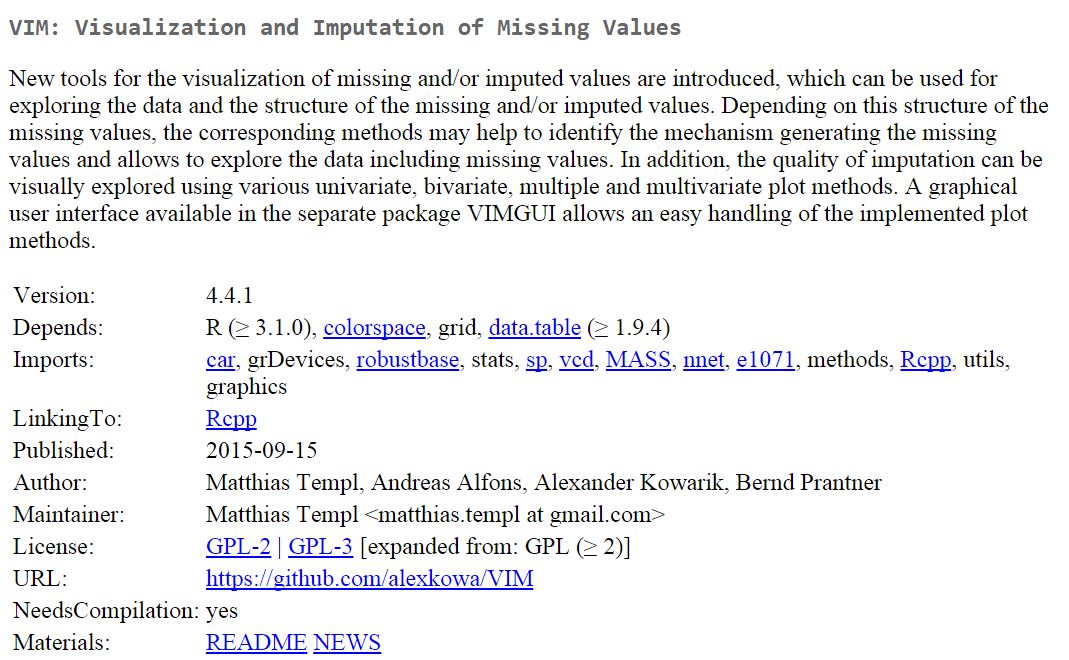 VIM: Visualization and Imputation of Missing Values
New tools for the visualization of missing and/or imputed values are introduced, which can be used for
exploring the data and the structure of the missing and/or imputed values. Depending on this structure of the
missing values, the corresponding methods may help to identify the mechanism generating the missing
values and allows to explore the data including missing values. In addition, the quality of imputation can be
visually explored using various univariate, bivariate, multiple and multivariate plot methods. A graphical
user interface available in the separate package VIMGUI allows an easy handling of the implemented plot
methods.
Version: 4.4.1
Depends: R (≥ 3.1.0), colorspace, grid, data.table (≥ 1.9.4)
Imports: car, grDevices, robustbase, stats, sp, vcd, MASS, nnet, e1071, methods, Rcpp, utils,
graphics
LinkingTo: Rcpp
Published: 2015-09-15
Author: Matthias Templ, Andreas Alfons, Alexander Kowarik, Bernd Prantner
Maintainer: Matthias Templ <matthias.templ at gmail.com>
License: GPL-2 | GPL-3 [expanded from: GPL (≥ 2)]
URL: https://github.com/alexkowa/VIM
NeedsCompilation: yes
Materials: README NEWS